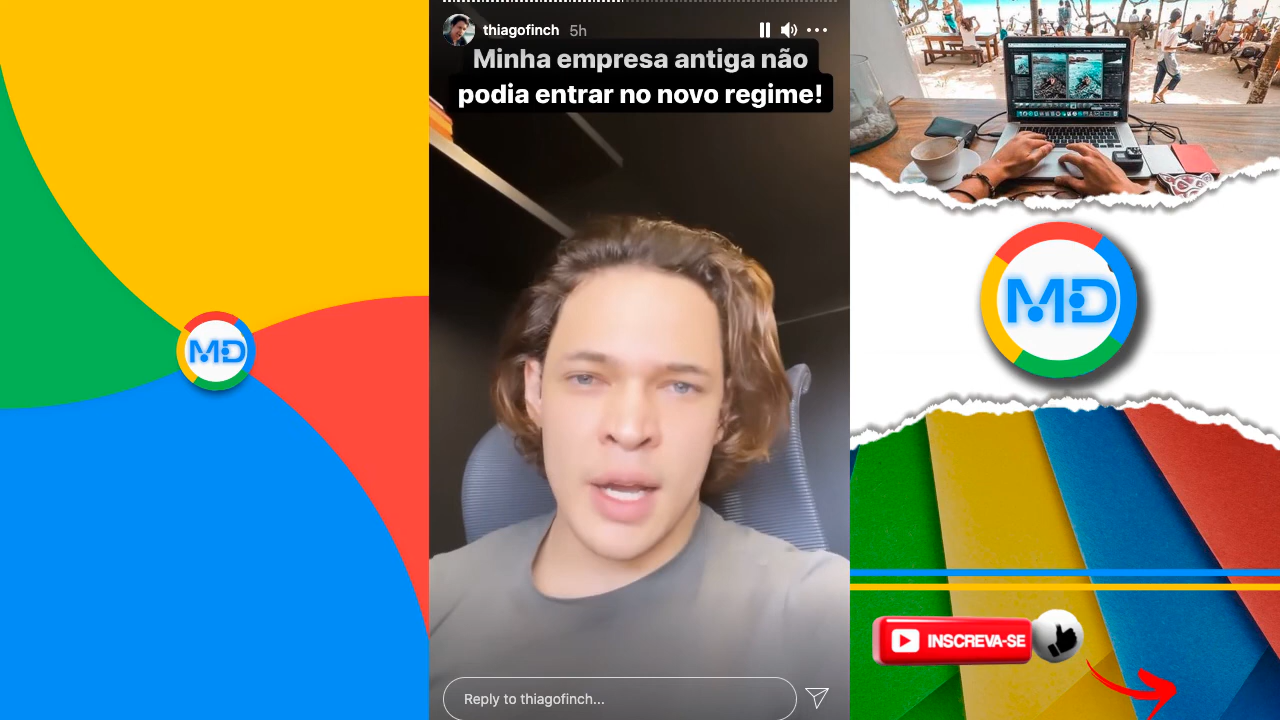 thiagofinch 5h
Minha empresa antiga não
podia entrar no novo regime!
Reply to thiagofinch...
MD
MD
INSCREVA-SE